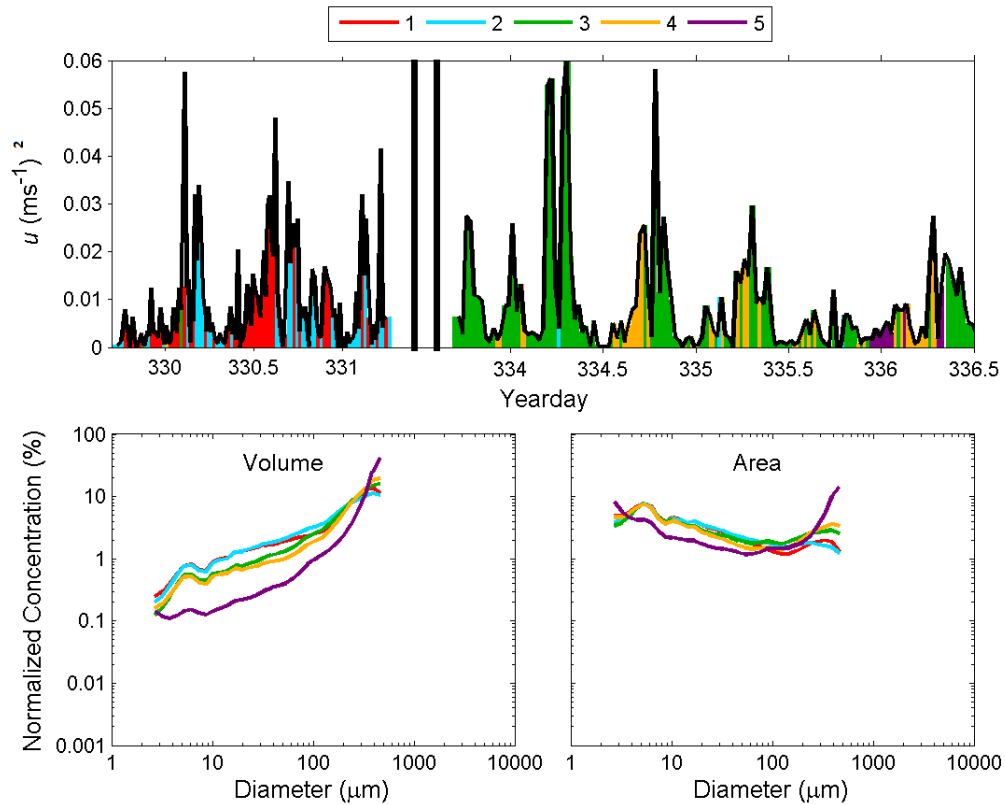 1 2 3 4 5
u (ms⁻¹) ²
0.06
0.05
0.04
0.03
0.02
0.01
0
330 330.5 331 334 334.5 335 335.5 336 336.5
Yearday
Normalized Concentration (%)
100
10
1
0.1
0.01
0.001
Volume
1 10 100 1000 10000
Diameter (μm)
Area
1 10 100 1000 10000
Diameter (μm)